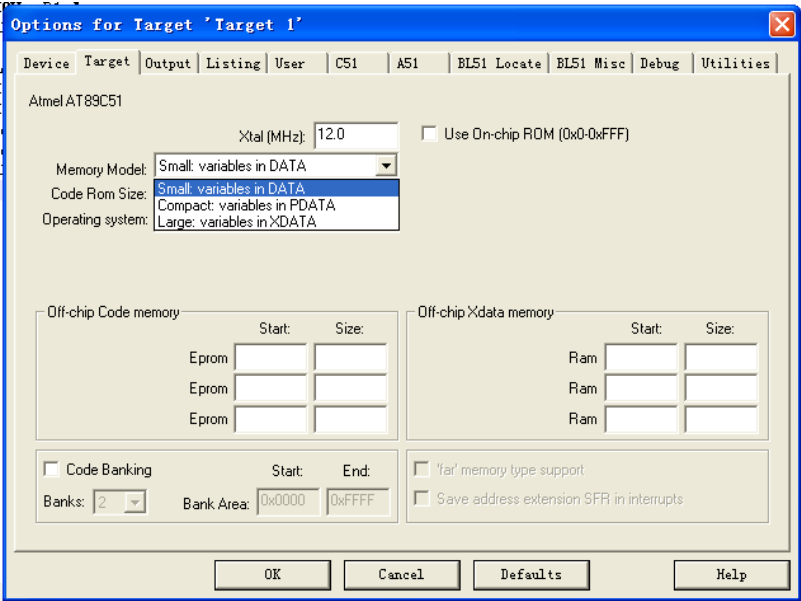 Options for Target 'Target 1'
Device Target Output Listing User C51 A51 BL51 Locate BL51 Misc Debug Utilities
Atmel AT89C51
Xtal (MHz): 12.0 Use On-chip ROM (0x0-0xFFF)
Memory Model: Small: variables in DATA
Code Rom Size: Small: variables in DATA
Compact: variables in PDATA
Operating system: Large: variables in XDATA
Off-chip Code memory
Start: Size:
Eprom
Eprom
Eprom
Off-chip Xdata memory
Start: Size:
Ram
Ram
Ram
Code Banking Start: End:
Banks: 2 Bank Area: 0x0000 0xFFFF
'far' memory type support
Save address extension SFR in interrupts
OK Cancel Defaults Help